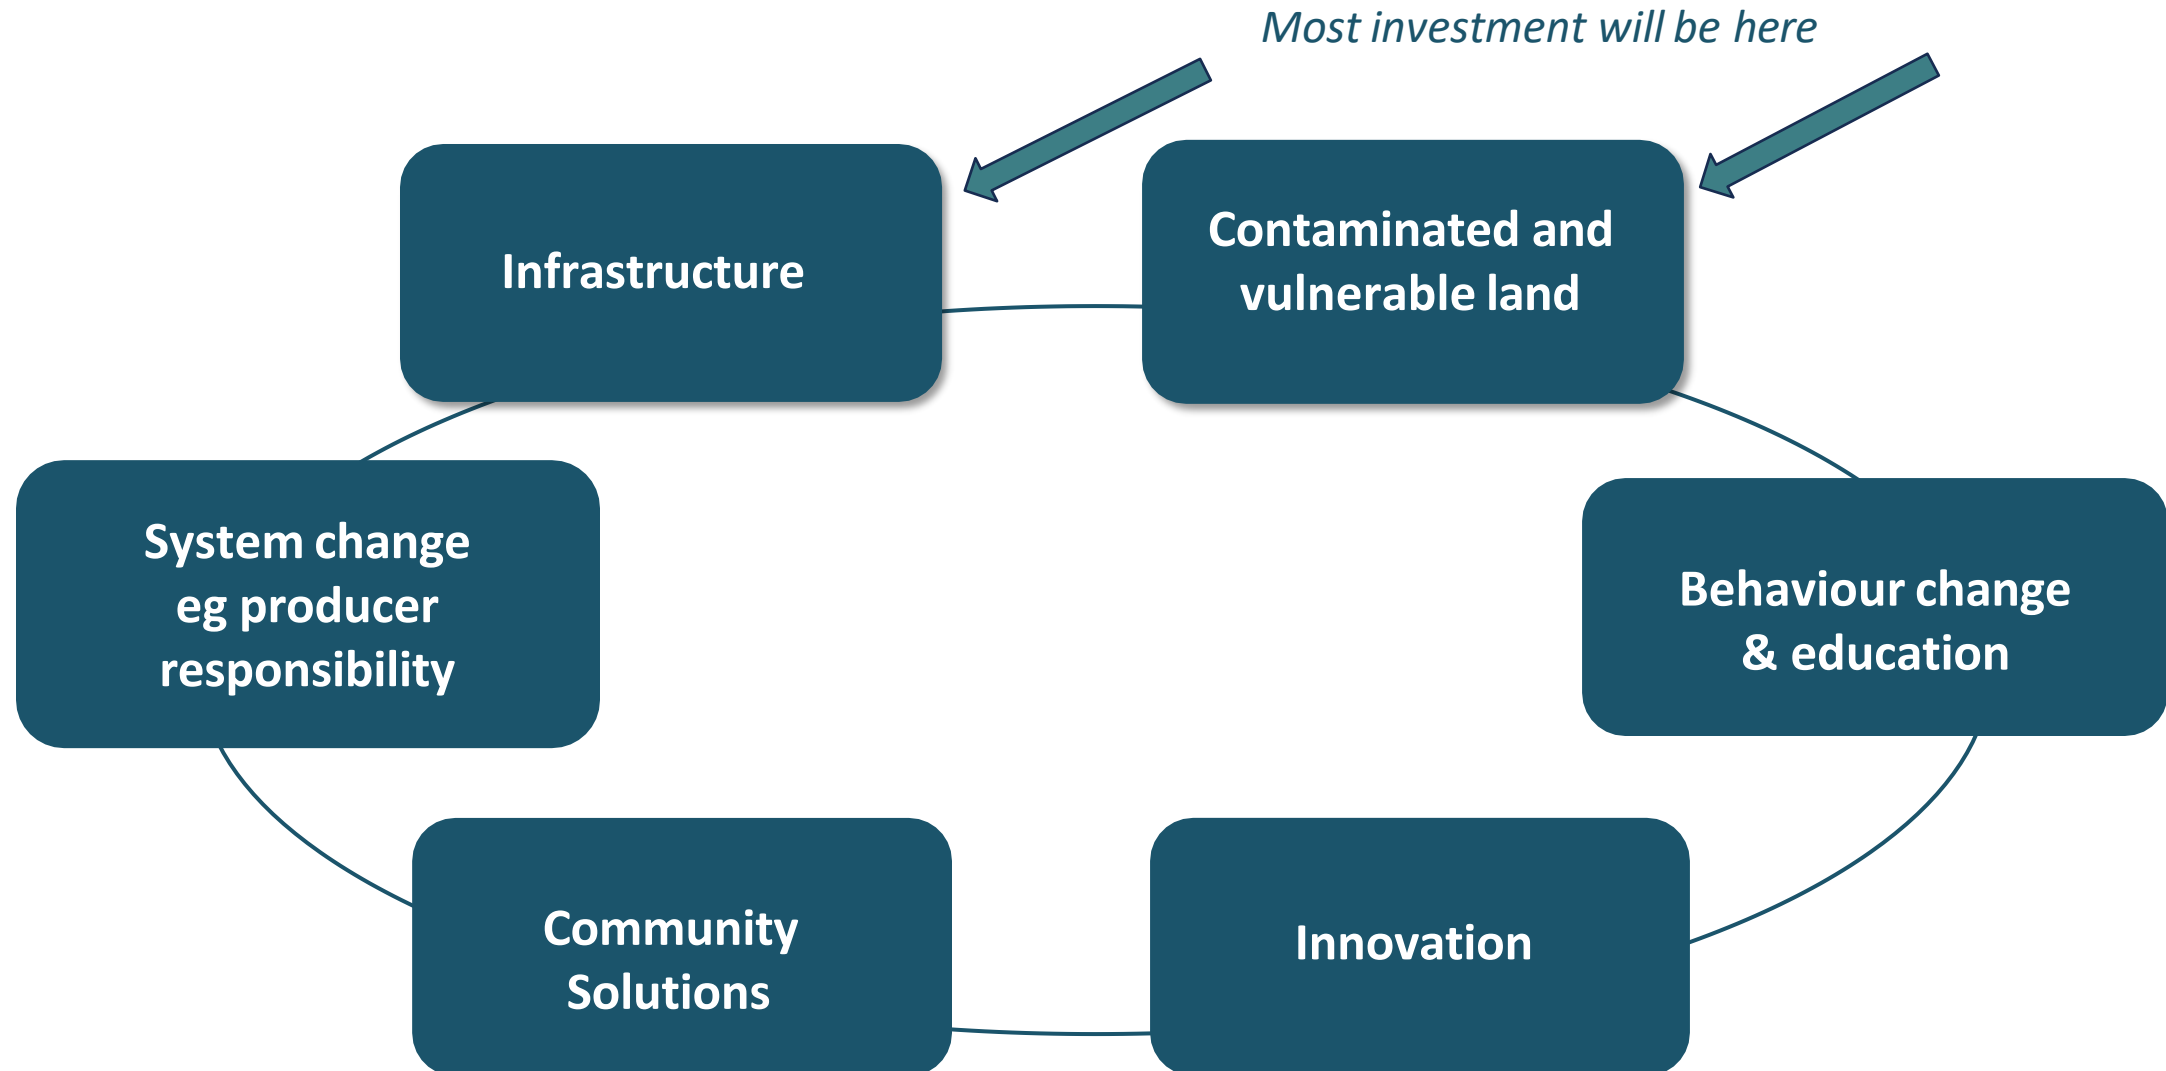 Most investment will be here
Infrastructure
Contaminated and
vulnerable land
System change
eg producer
responsibility
Behaviour change
& education
Community
Solutions
Innovation